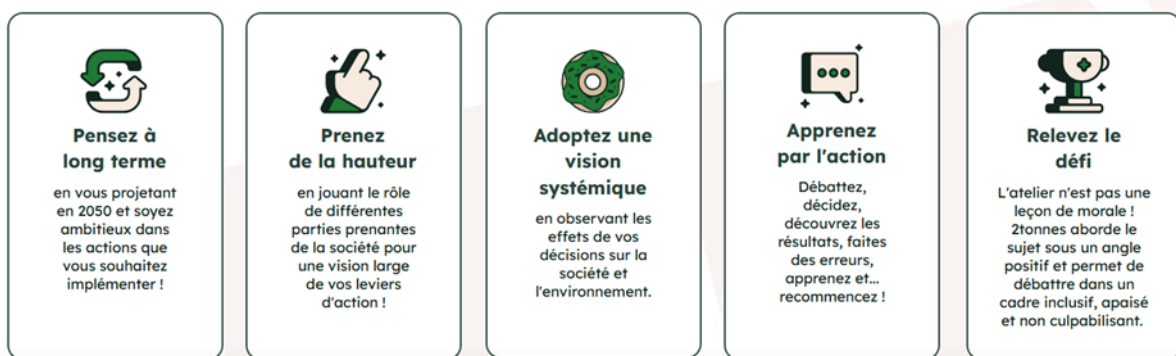 Pensez à
long terme
en vous projetant
en 2050 et soyez
ambitieux dans
les actions que
vous souhaitez
implémenter !
Prenez
de la hauteur
en jouant le rôle
de différentes
parties prenantes
de la société pour
une vision large
de vos leviers
d'action !
Adoptez une
vision
systémique
en observant les
effets de vos
décisions sur la
société et
l'environnement.
Apprenez
par l'action
Débattez,
décidez,
découvrez les
résultats, faites
des erreurs,
apprenez et...
recommencez !
Relevez le
défi
L'atelier n'est pas une
leçon de morale !
2tonnes aborde le
sujet sous un angle
positif et permet de
débattre dans un
cadre inclusif, apaisé
et non culpabilisant.